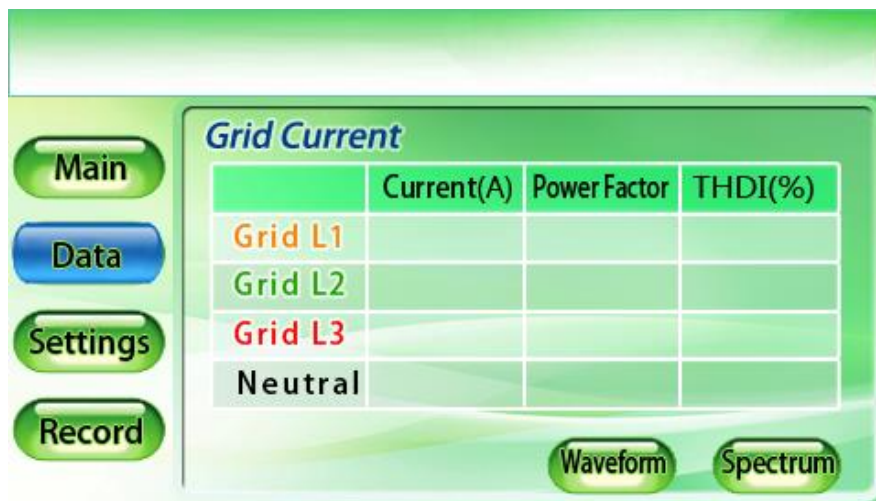 Main
Data
Settings
Record
Grid Current
Current(A) Power Factor THDI(%)
Grid L1
Grid L2
Grid L3
Neutral
Waveform Spectrum